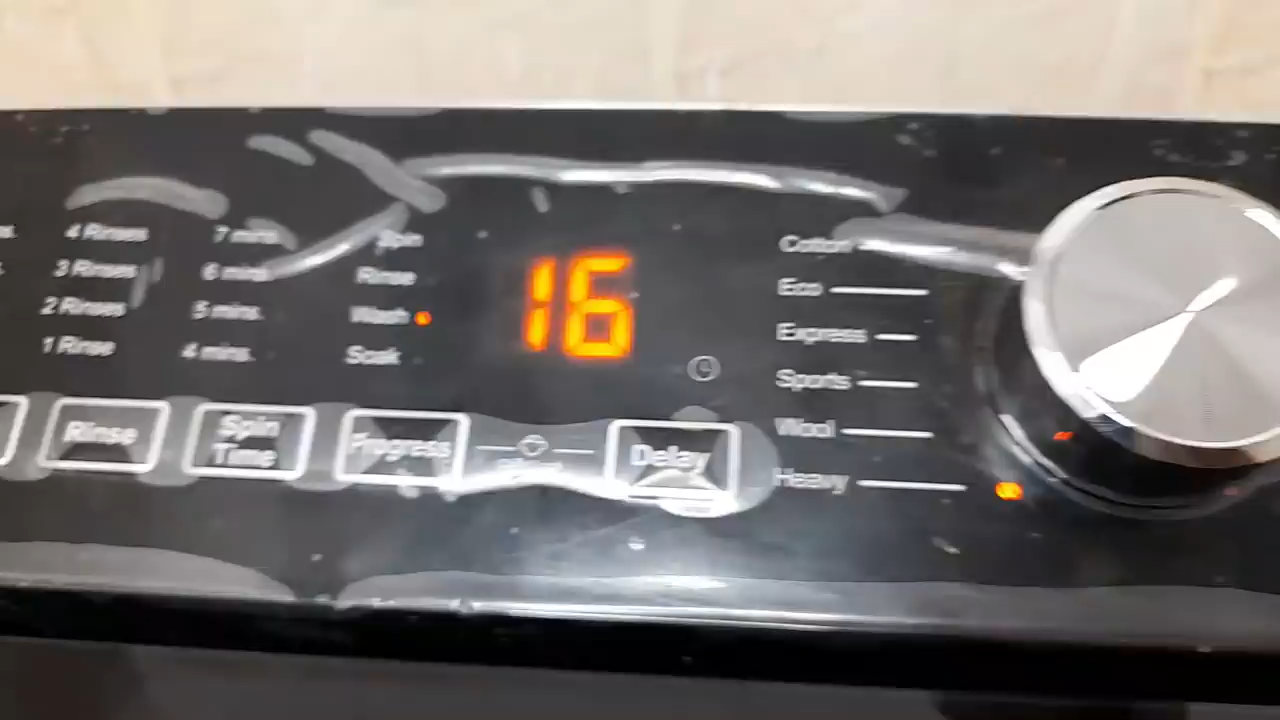 4 Rinses
3 Rinses
2 Rinses
1 Rinse
7 mins.
6 mins.
5 mins.
4 mins.
Spin
Rinse
Wash
Soak
16
Cotton
Eco
Express
Sports
Wool
Heavy
Rinse
Spin
Time
Progress
Delay